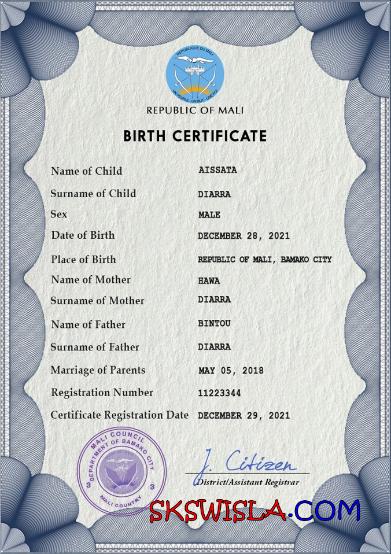 REPUBLIC OF MALI
BIRTH CERTIFICATE
Name of Child AISSATA
Surname of Child DIARRA
Sex MALE
Date of Birth DECEMBER 28, 2021
Place of Birth REPUBLIC OF MALI, BAMAKO CITY
Name of Mother HAWA
Surname of Mother DIARRA
Name of Father BINTOU
Surname of Father DIARRA
Marriage of Parents MAY 05, 2018
Registration Number 11223344
Certificate Registration Date DECEMBER 29, 2021
MALI COUNCIL
DEPARTMENT OF BAMAKO CITY
3 3
MALI COUNTRY
J. Citizen
District/Assistant Registrar
SKSWISLA.COM